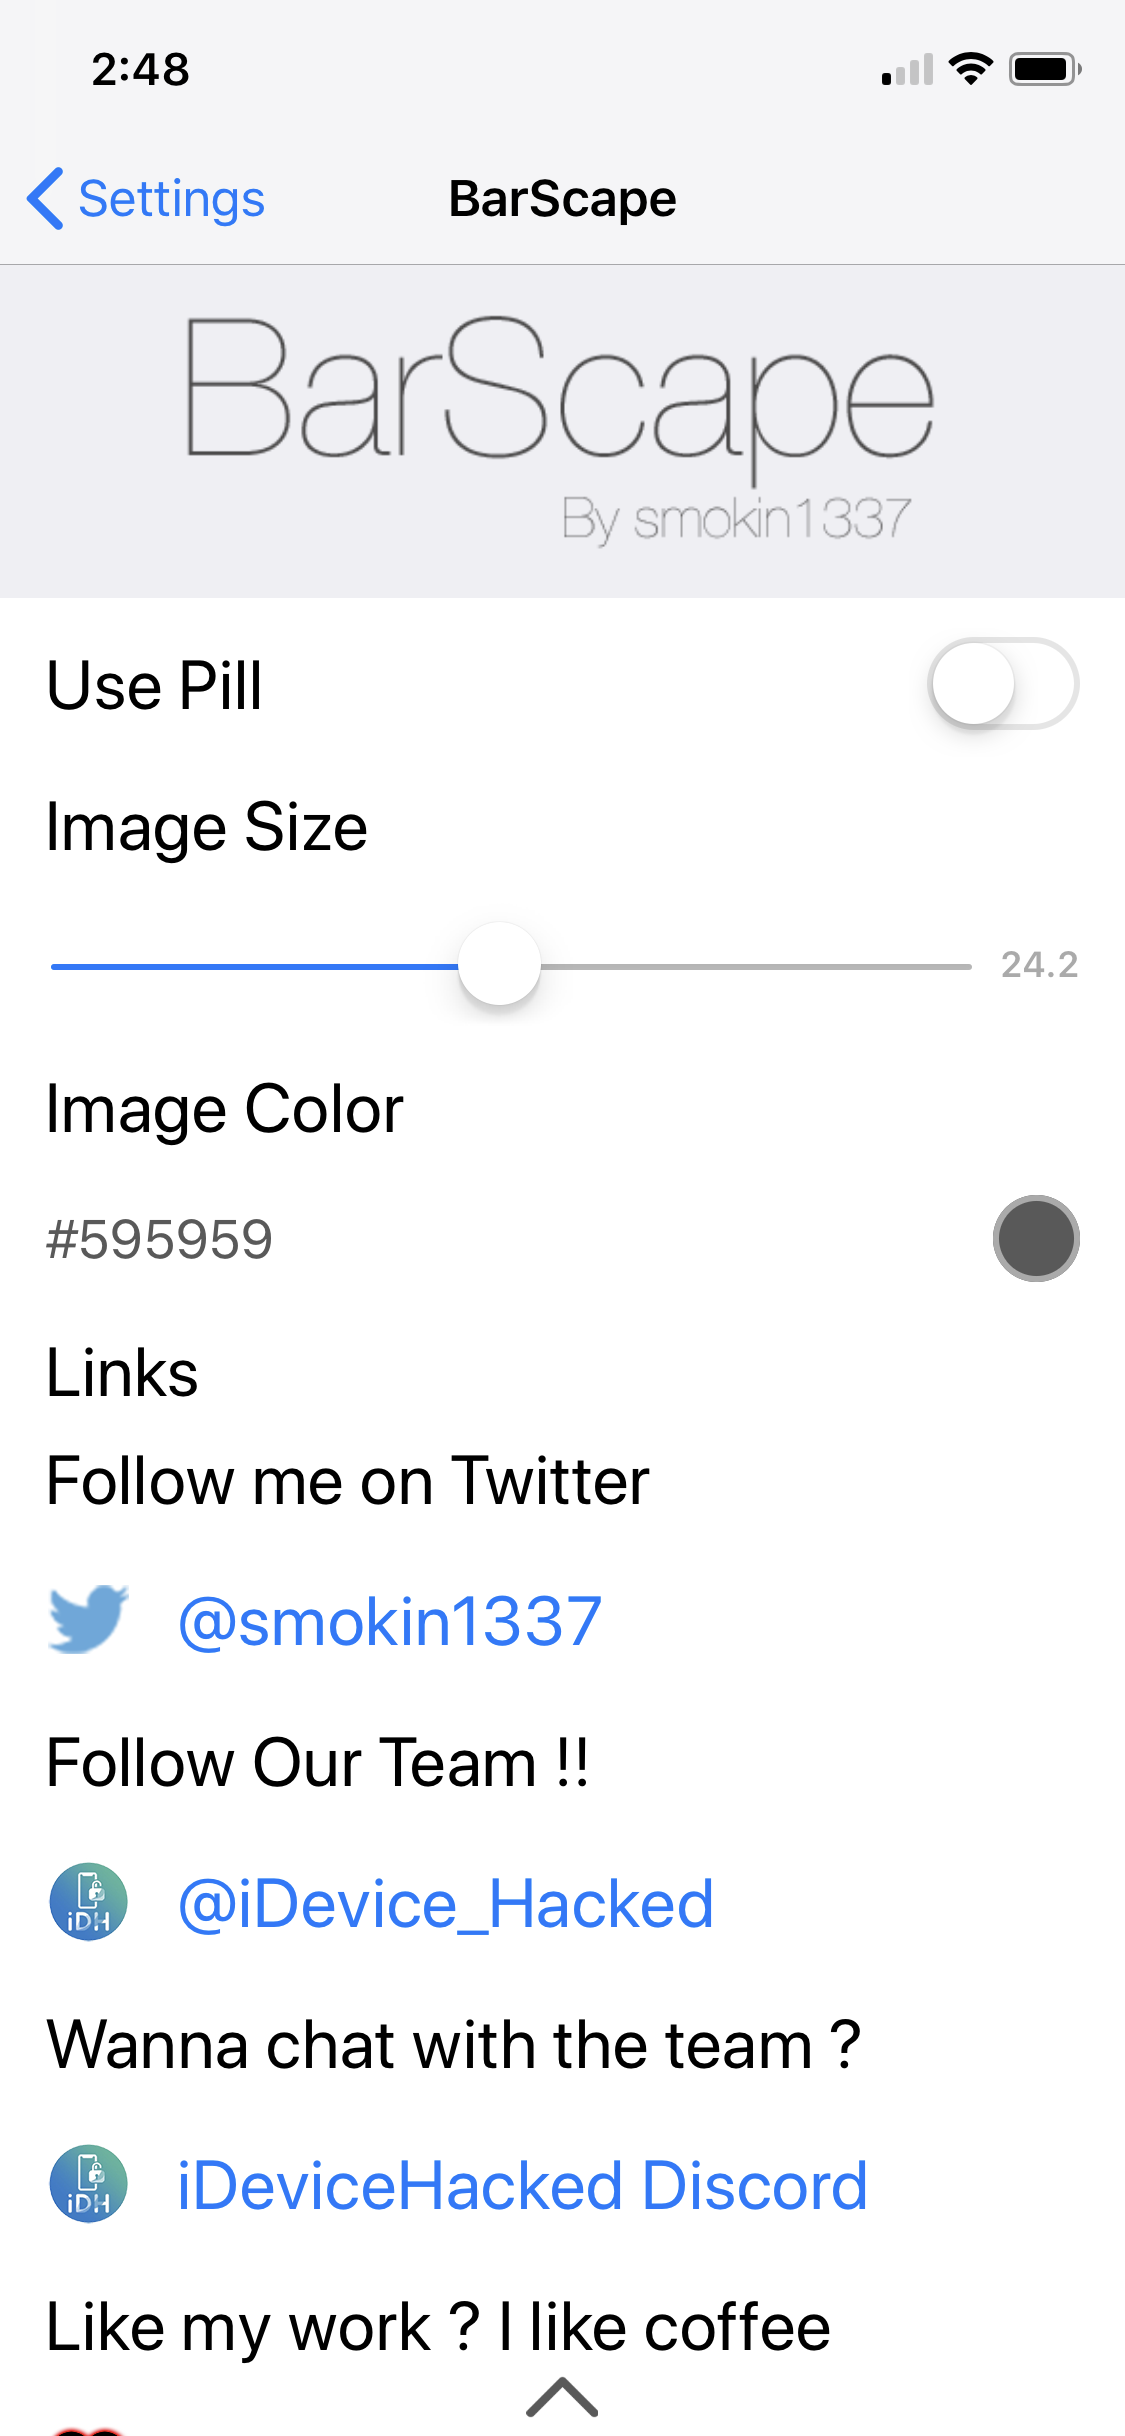 2:48
Settings
BarScape
BarScape
By smokin1337
Use Pill
Image Size
24.2
Image Color
#595959
Links
Follow me on Twitter
@smokin1337
Follow Our Team !!
iDH
@iDevice_Hacked
Wanna chat with the team ?
iDH
iDeviceHacked Discord
Like my work ? I like coffee